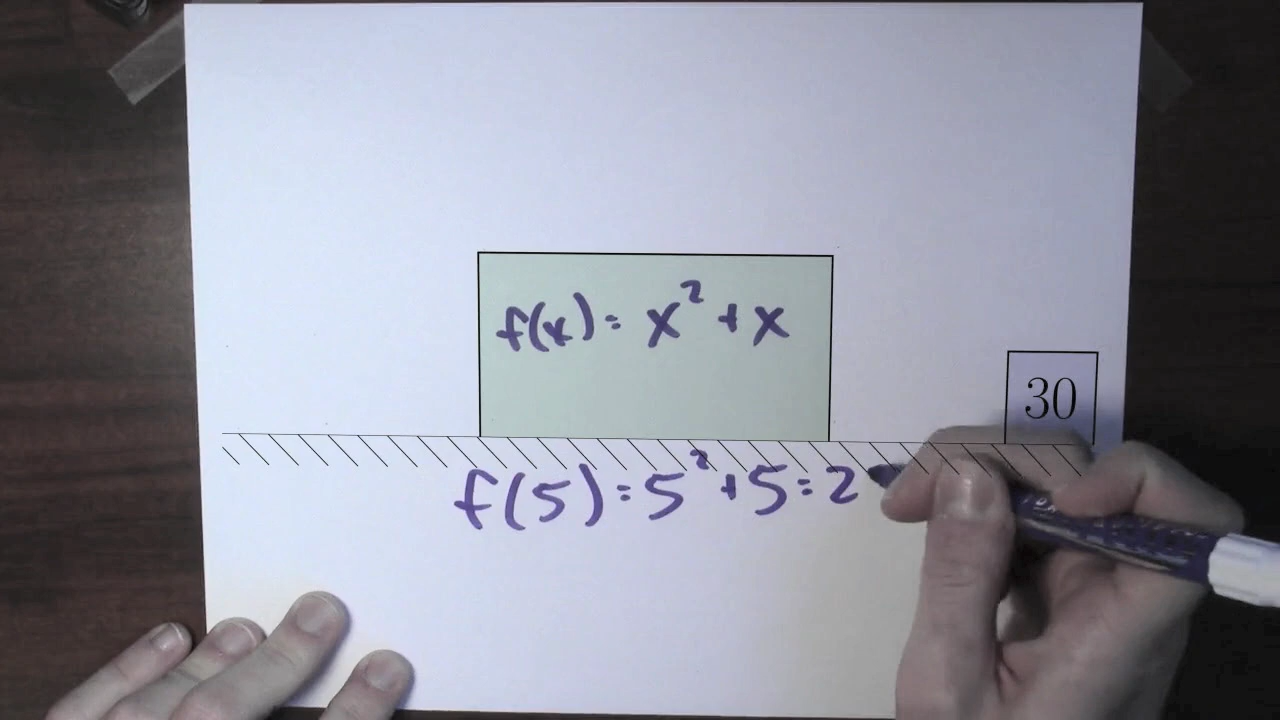 f(x)= x² + x
30
f(5)=5²+5=2